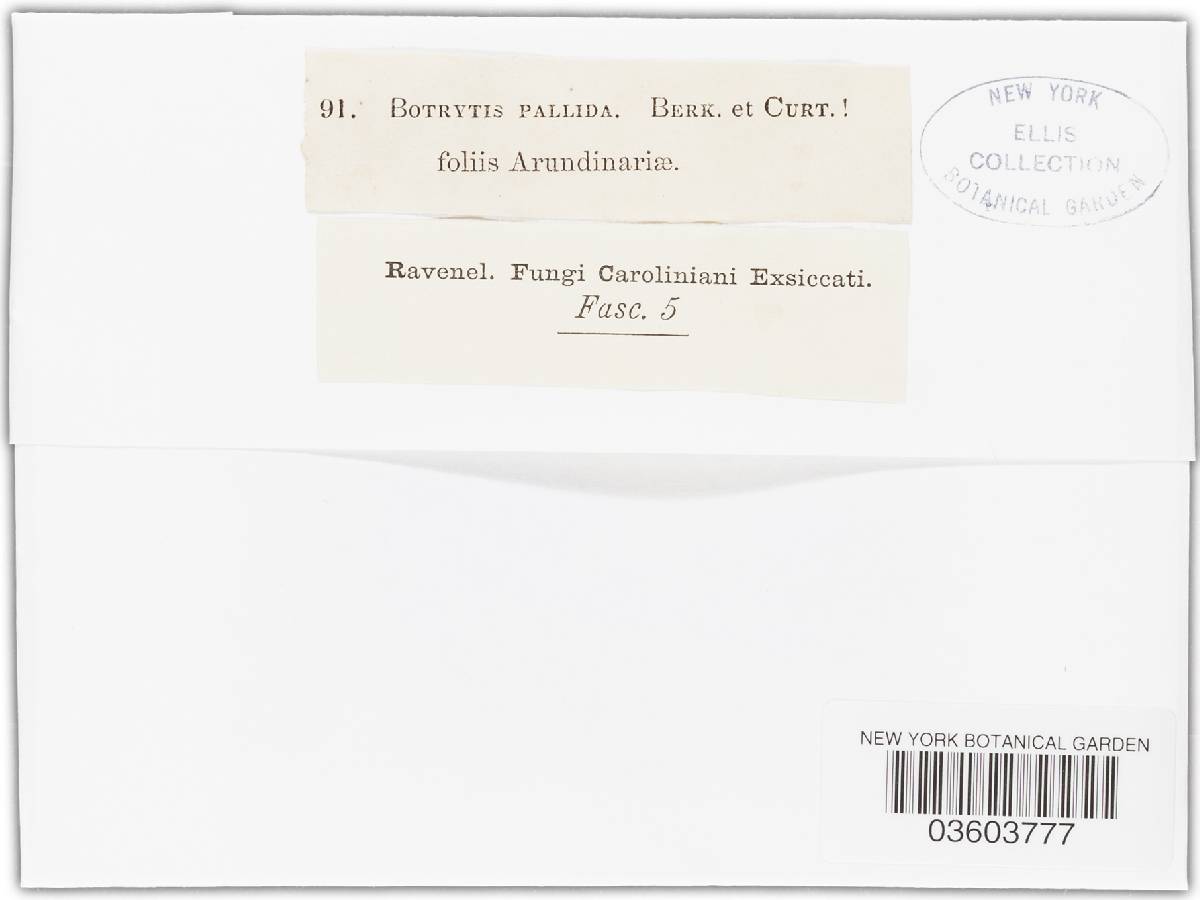 91. BOTRYTIS PALLIDA. BERK. et CURT.!
foliis Arundinariæ.
Ravenel. Fungi Caroliniani Exsiccati.
Fasc. 5
NEW YORK
ELLIS
COLLECTION
BOTANICAL GARDEN
NEW YORK BOTANICAL GARDEN
03603777